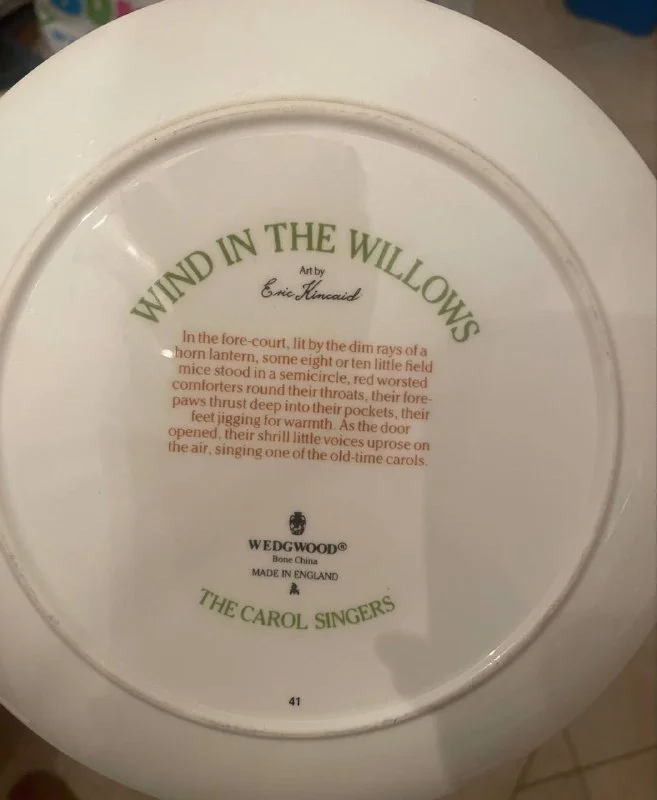 WIND IN THE WILLOWS
Art by
Eric Kincaid
In the fore-court, lit by the dim rays of a
horn lantern, some eight or ten little field
mice stood in a semicircle, red worsted
comforters round their throats, their fore-
paws thrust deep into their pockets, their
feet jigging for warmth. As the door
opened, their shrill little voices uprose on
the air, singing one of the old-time carols.
WEDGWOOD®
Bone China
MADE IN ENGLAND
THE CAROL SINGERS
41